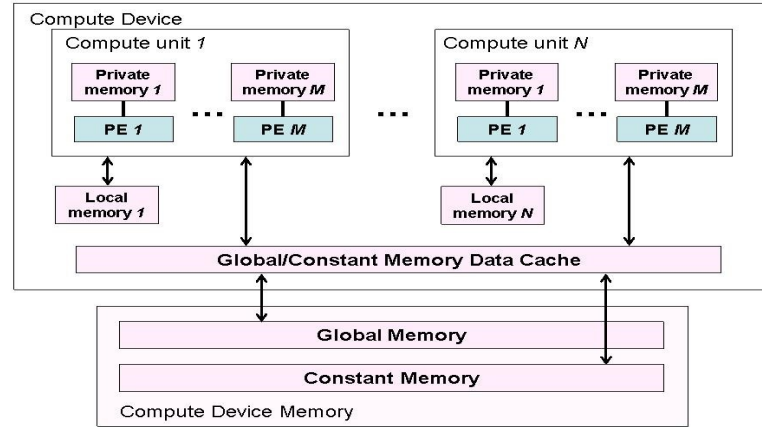 Compute Device
Compute unit 1
Compute unit N
Private memory 1
Private memory M
Private memory 1
Private memory M
PE 1
PE M
PE 1
PE M
Local memory 1
Local memory N
Global/Constant Memory Data Cache
Global Memory
Constant Memory
Compute Device Memory